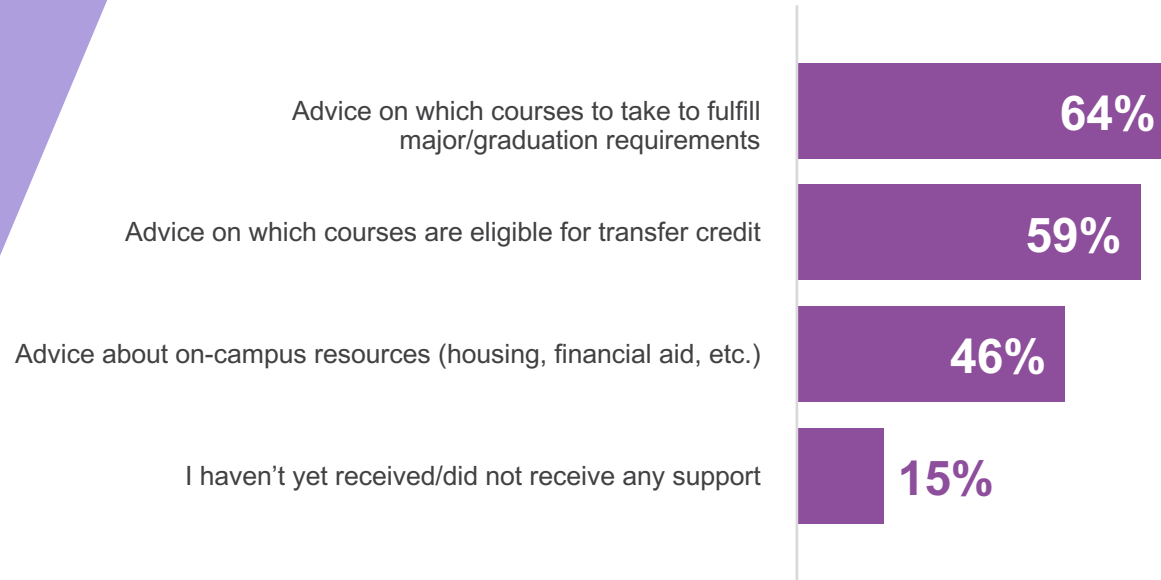 Advice on which courses to take to fulfill
major/graduation requirements
64%
Advice on which courses are eligible for transfer credit
59%
Advice about on-campus resources (housing, financial aid, etc.)
46%
I haven’t yet received/did not receive any support
15%